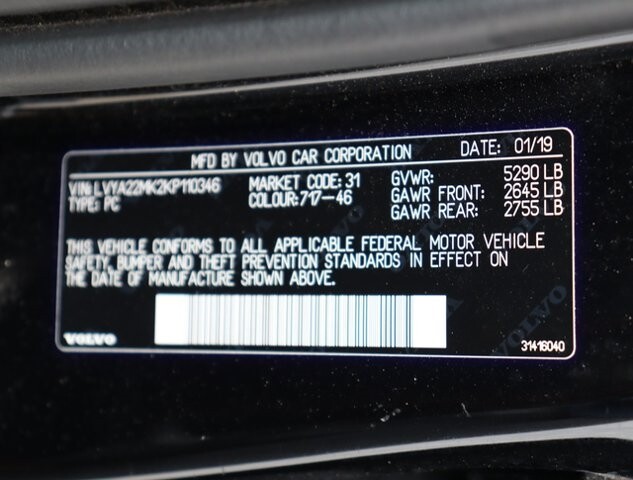 MFD BY VOLVO CAR CORPORATION DATE: 01/19
VIN: LVYA22MK2KP110346 MARKET CODE: 31 GVWR: 5290 LB
TYPE: PC COLOUR: 717-46 GAWR FRONT: 2645 LB
GAWR REAR: 2755 LB
THIS VEHICLE CONFORMS TO ALL APPLICABLE FEDERAL MOTOR VEHICLE
SAFETY, BUMPER AND THEFT PREVENTION STANDARDS IN EFFECT ON
THE DATE OF MANUFACTURE SHOWN ABOVE.
VOLVO
31416040